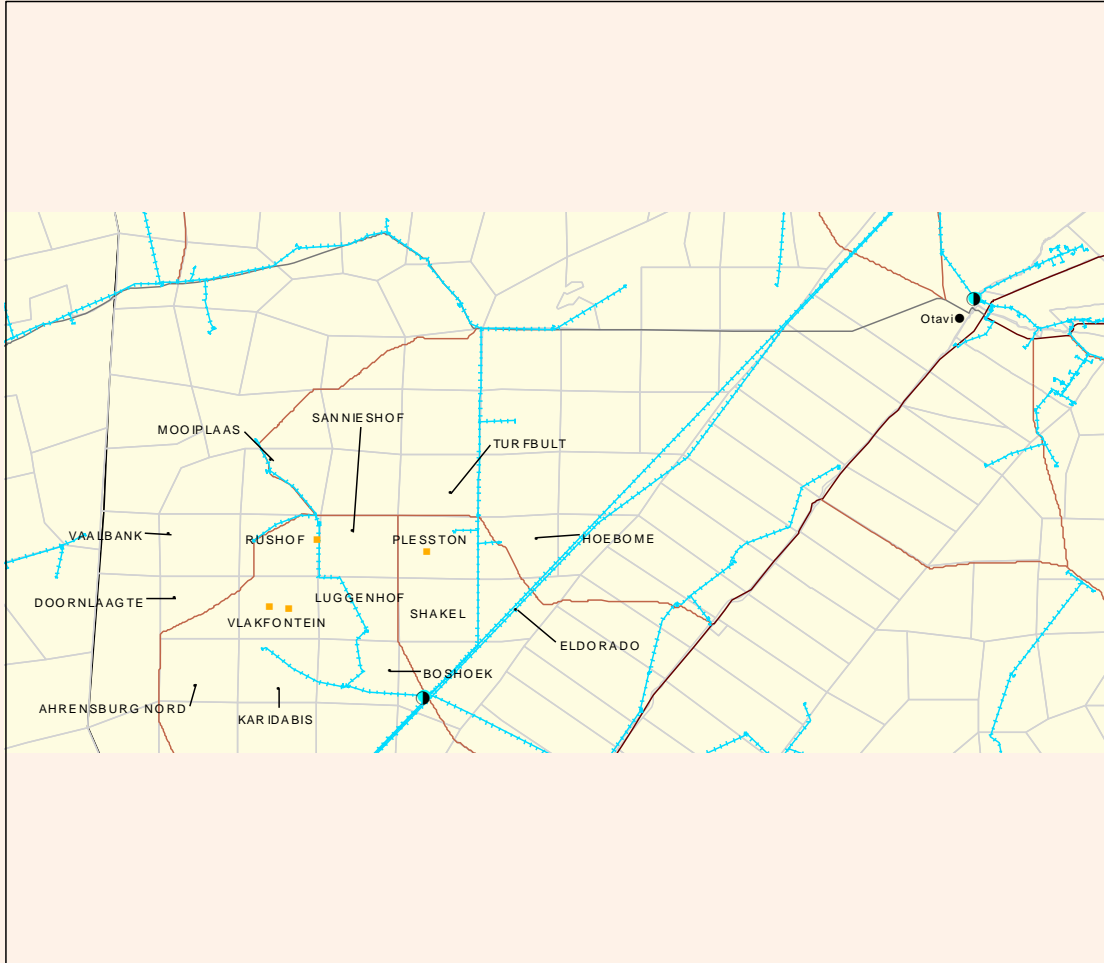 Otavi
SANNIESHOF
MOOIPLAAS
TURFBULT
VAALBANK
RUSHOF
PLESSTON
HOEBOME
DOORNLAAGTE
LUGGENHOF
SHAKEL
VLAKFONTEIN
ELDORADO
BOSHOEK
AHRENSBURG NORD
KARIDABIS